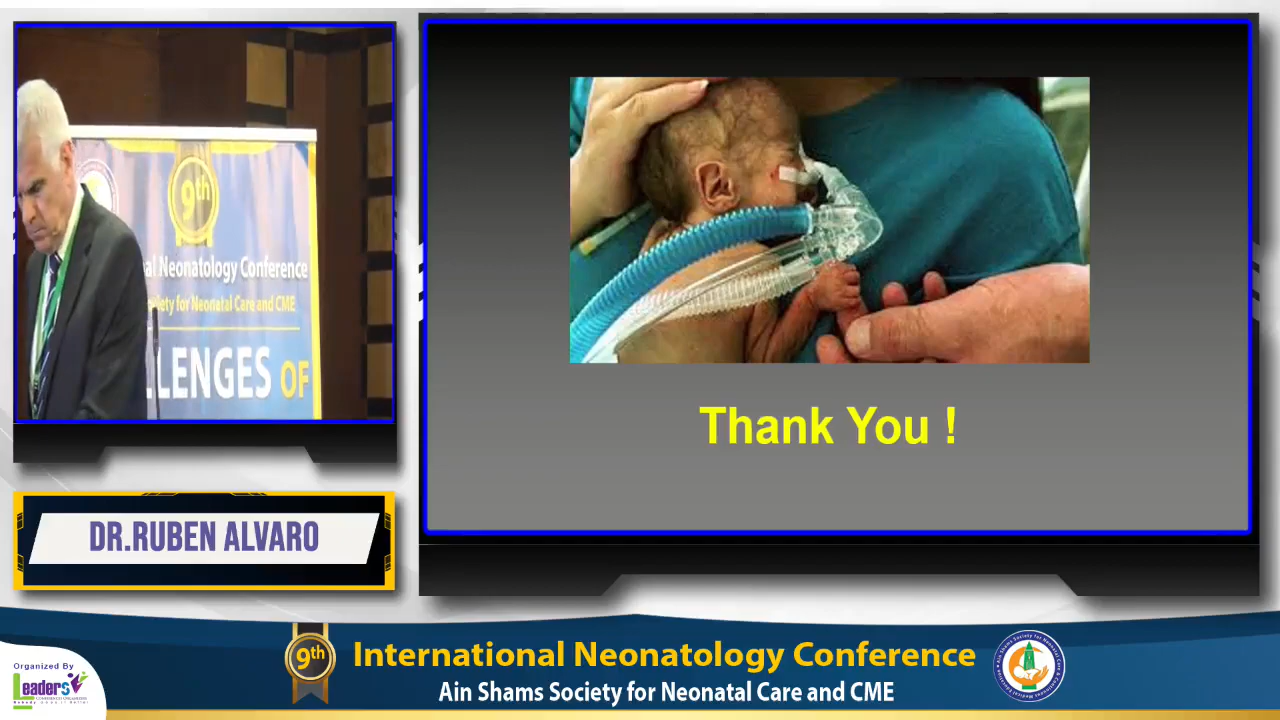 9th
nal Neonatology Conference
ciety for Neonatal Care and CME
LLENGES OF
Thank You !
DR.RUBEN ALVARO
Organized By
Leaders
9th
International Neonatology Conference
Ain Shams Society for Neonatal Care and CME